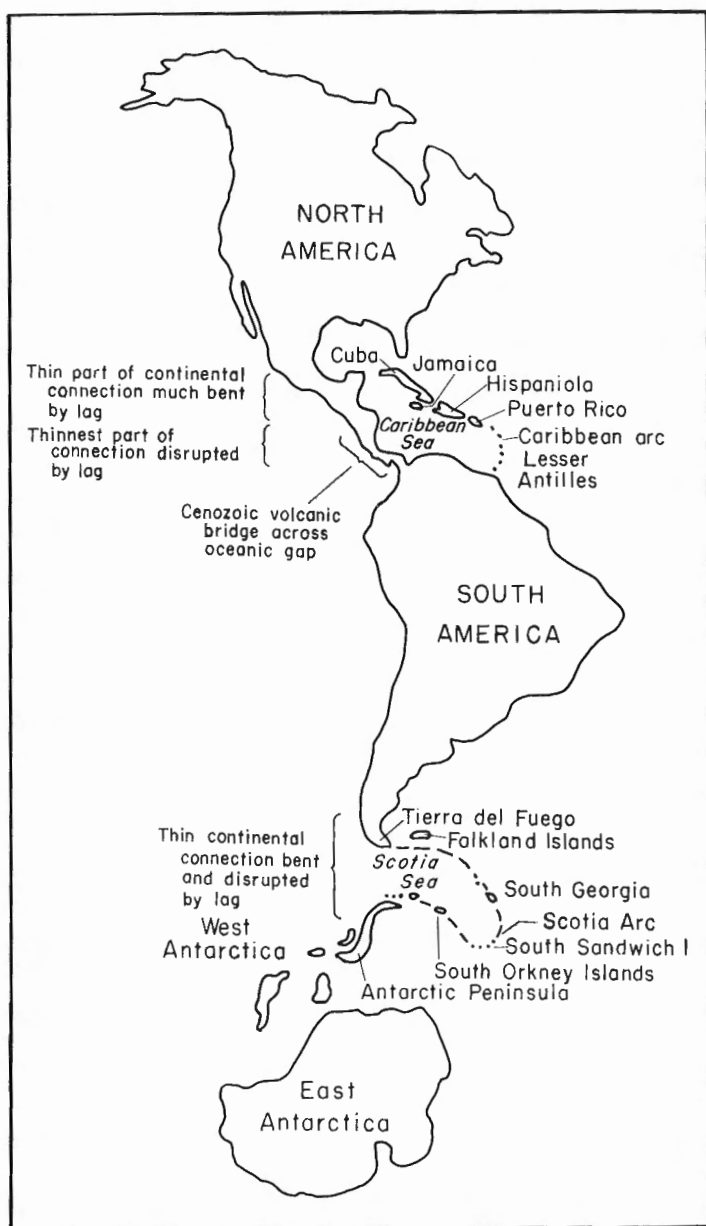 NORTH
AMERICA
Cuba
Jamaica
Hispaniola
Puerto Rico
Caribbean
Sea
Caribbean arc
Lesser
Antilles
Thin part of continental
connection much bent
by lag
Thinnest part of
connection disrupted
by lag
Cenozoic volcanic
bridge across
oceanic gap
SOUTH
AMERICA
Tierra del Fuego
Falkland Islands
Thin continental
connection bent
and disrupted
by lag
Scotia
Sea
South Georgia
Scotia Arc
South Sandwich I
South Orkney Islands
West
Antarctica
Antarctic Peninsula
East
Antarctica